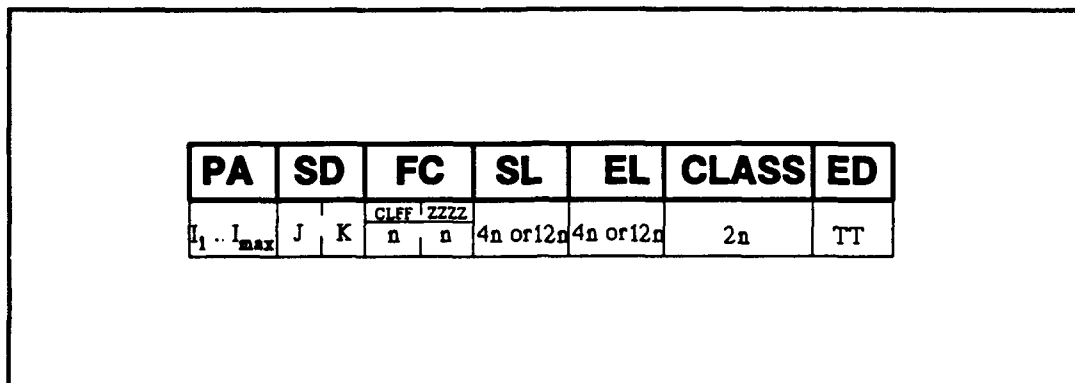 PA SD FC SL EL CLASS ED
CLFF ZZZZ
I₁ .. Iₘₐₓ J K n n 4n or12n 4n or12n 2n TT